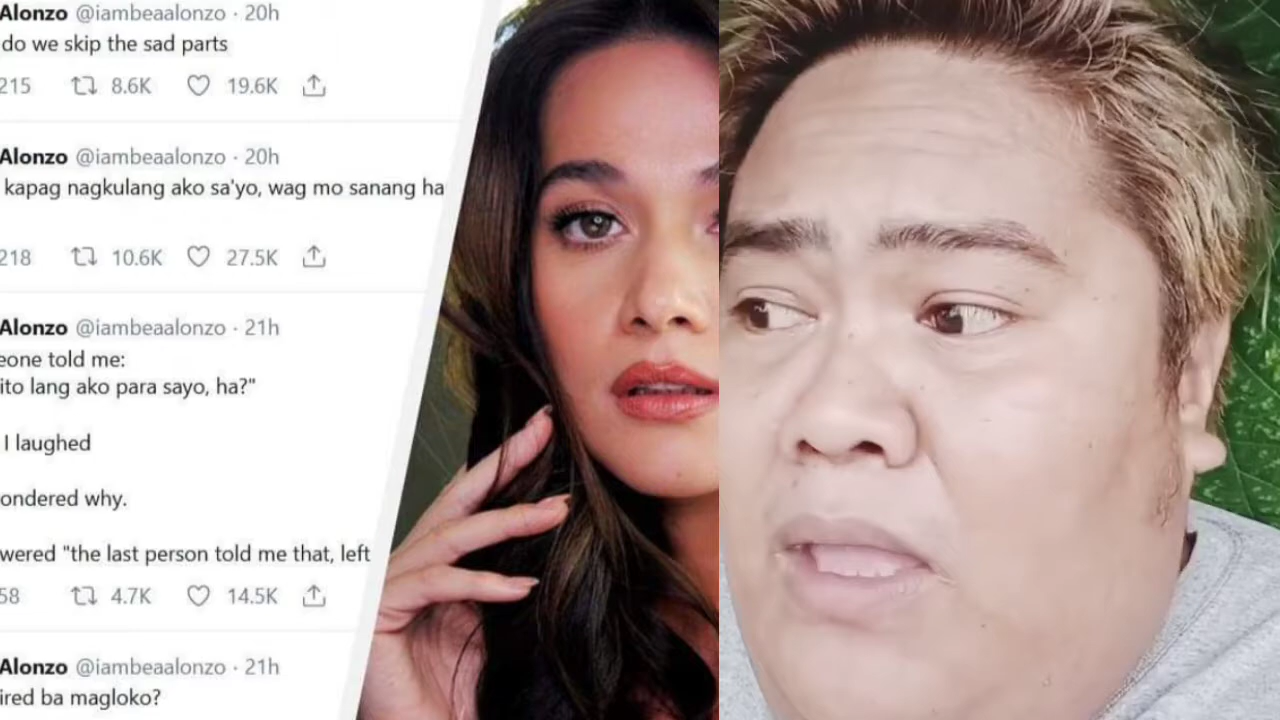 Alonzo @iambeaalonzo · 20h
do we skip the sad parts
215 8.6K 19.6K
Alonzo @iambeaalonzo · 20h
kapag nagkulang ako sa'yo, wag mo sanang ha
218 10.6K 27.5K
Alonzo @iambeaalonzo · 21h
eone told me:
ito lang ako para sayo, ha?"
I laughed
ondered why.
wered "the last person told me that, left
58 4.7K 14.5K
Alonzo @iambeaalonzo · 21h
ired ba magloko?